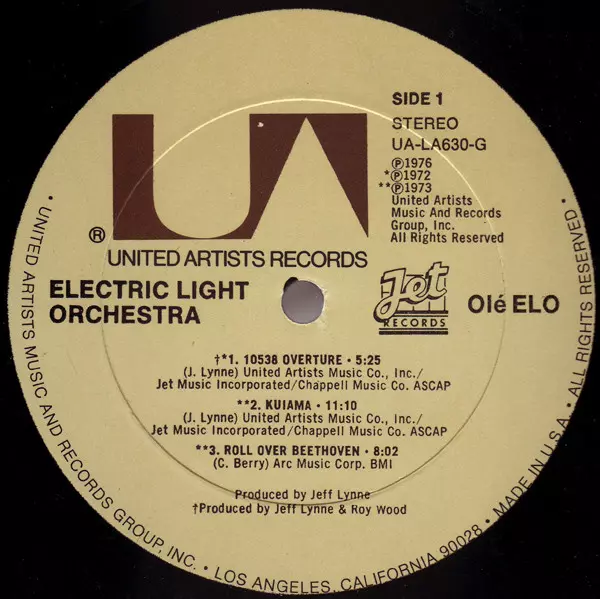 UA
®
UNITED ARTISTS RECORDS
SIDE 1
STEREO
UA-LA630-G
℗1976
*℗1972
**℗1973
United Artists
Music And Records
Group, Inc.
All Rights Reserved
ELECTRIC LIGHT
ORCHESTRA
Jet
RECORDS
Olé ELO
†*1. 10538 OVERTURE • 5:25
(J. Lynne) United Artists Music Co., Inc./
Jet Music Incorporated/Chappell Music Co. ASCAP
**2. KUIAMA • 11:10
(J. Lynne) United Artists Music Co., Inc./
Jet Music Incorporated/Chappell Music Co. ASCAP
**3. ROLL OVER BEETHOVEN • 8:02
(C. Berry) Arc Music Corp. BMI
Produced by Jeff Lynne
†Produced by Jeff Lynne & Roy Wood
• UNITED ARTISTS MUSIC AND RECORDS GROUP, INC. • LOS ANGELES, CALIFORNIA 90028 • MADE IN U.S.A. • ALL RIGHTS RESERVED.